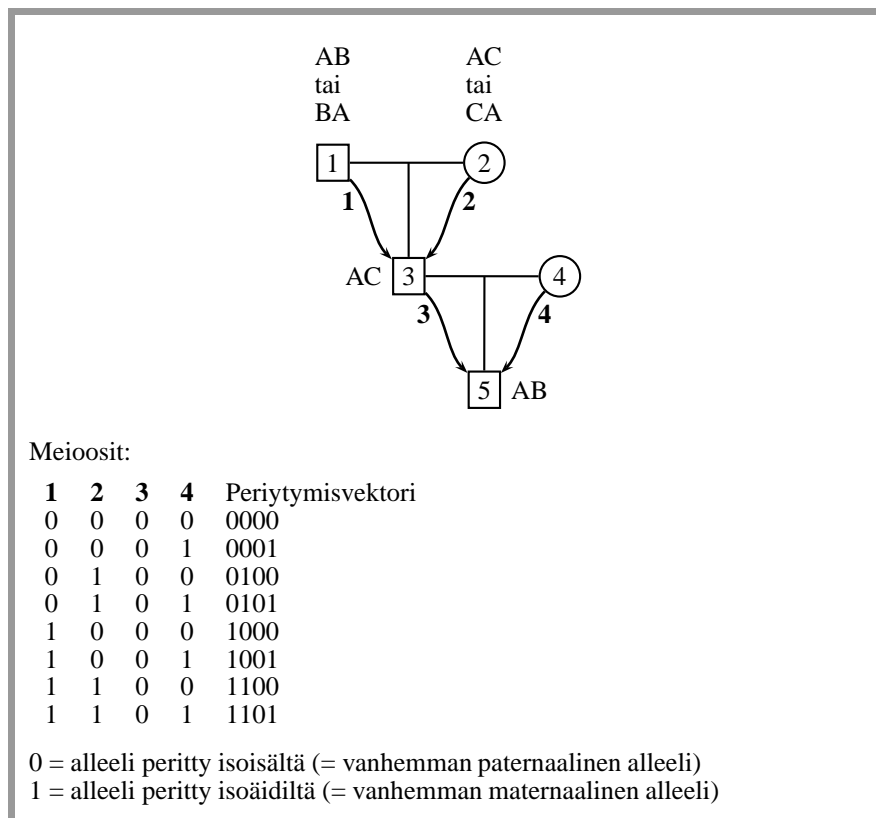 AB AC
tai tai
BA CA
1 2
1 2
AC 3 4
3 4
5 AB
Meioosit:
1 2 3 4 Periytymisvektori
0 0 0 0 0000
0 0 0 1 0001
0 1 0 0 0100
0 1 0 1 0101
1 0 0 0 1000
1 0 0 1 1001
1 1 0 0 1100
1 1 0 1 1101
0 = alleeli peritty isoisältä (= vanhemman paternaalinen alleeli)
1 = alleeli peritty isoäidiltä (= vanhemman maternaalinen alleeli)